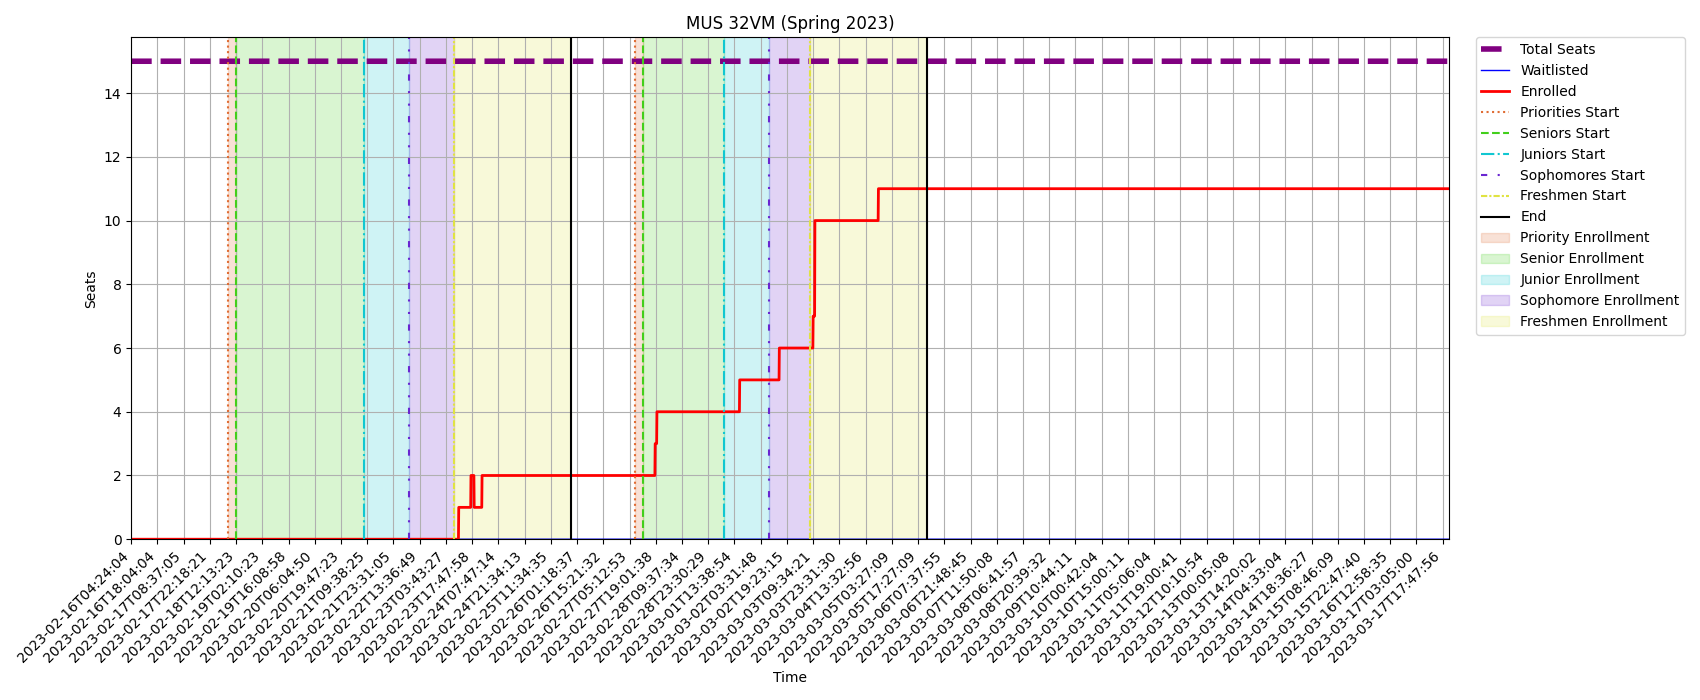 MUS 32VM (Spring 2023)
Seats
14
12
10
8
6
4
2
0
2023-02-16T04:24:04
2023-02-16T18:04:04
2023-02-17T08:37:05
2023-02-17T22:18:21
2023-02-18T12:13:23
2023-02-19T02:10:23
2023-02-19T16:08:58
2023-02-20T06:04:50
2023-02-20T19:47:23
2023-02-21T09:38:25
2023-02-21T23:31:05
2023-02-22T13:36:49
2023-02-23T03:43:27
2023-02-23T17:47:58
2023-02-24T07:47:14
2023-02-24T21:34:13
2023-02-25T11:34:35
2023-02-26T01:18:37
2023-02-26T15:21:32
2023-02-27T05:12:53
2023-02-27T19:01:38
2023-02-28T09:37:34
2023-02-28T23:30:29
2023-03-01T13:38:54
2023-03-02T03:31:48
2023-03-02T19:23:15
2023-03-03T09:34:21
2023-03-03T23:31:30
2023-03-04T13:32:56
2023-03-05T03:27:09
2023-03-05T17:27:09
2023-03-06T07:37:55
2023-03-06T21:48:45
2023-03-07T11:50:08
2023-03-08T06:41:57
2023-03-08T20:39:32
2023-03-09T10:44:11
2023-03-10T00:42:04
2023-03-10T15:00:11
2023-03-11T05:06:04
2023-03-11T19:00:41
2023-03-12T10:10:54
2023-03-13T00:05:08
2023-03-13T14:20:02
2023-03-14T04:33:04
2023-03-14T18:36:27
2023-03-15T08:46:09
2023-03-15T22:47:40
2023-03-16T12:58:35
2023-03-17T03:05:00
2023-03-17T17:47:56
Time
Total Seats
Waitlisted
Enrolled
Priorities Start
Seniors Start
Juniors Start
Sophomores Start
Freshmen Start
End
Priority Enrollment
Senior Enrollment
Junior Enrollment
Sophomore Enrollment
Freshmen Enrollment